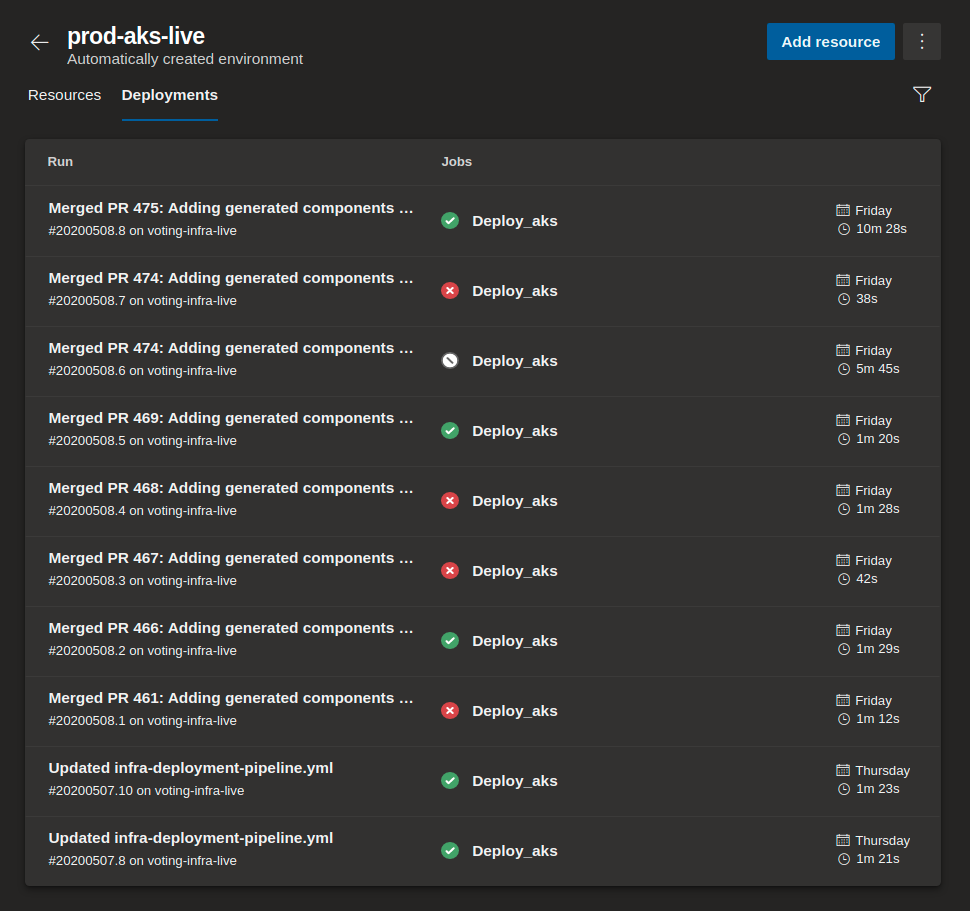 prod-aks-live
Automatically created environment
Add resource
Resources
Deployments
Run
Jobs
Merged PR 475: Adding generated components …
#20200508.8 on voting-infra-live
Deploy_aks
Friday
10m 28s
Merged PR 474: Adding generated components …
#20200508.7 on voting-infra-live
Deploy_aks
Friday
38s
Merged PR 474: Adding generated components …
#20200508.6 on voting-infra-live
Deploy_aks
Friday
5m 45s
Merged PR 469: Adding generated components …
#20200508.5 on voting-infra-live
Deploy_aks
Friday
1m 20s
Merged PR 468: Adding generated components …
#20200508.4 on voting-infra-live
Deploy_aks
Friday
1m 28s
Merged PR 467: Adding generated components …
#20200508.3 on voting-infra-live
Deploy_aks
Friday
42s
Merged PR 466: Adding generated components …
#20200508.2 on voting-infra-live
Deploy_aks
Friday
1m 29s
Merged PR 461: Adding generated components …
#20200508.1 on voting-infra-live
Deploy_aks
Friday
1m 12s
Updated infra-deployment-pipeline.yml
#20200507.10 on voting-infra-live
Deploy_aks
Thursday
1m 23s
Updated infra-deployment-pipeline.yml
#20200507.8 on voting-infra-live
Deploy_aks
Thursday
1m 21s